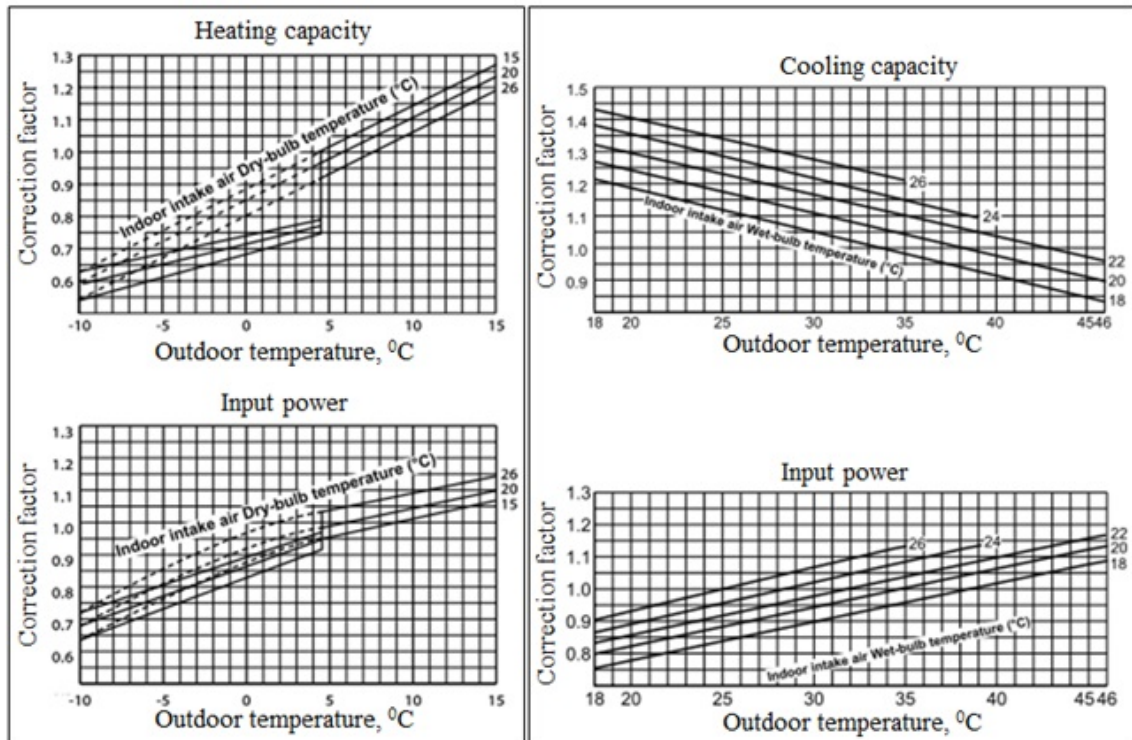 Heating capacity
Correction factor
1.3
1.2
1.1
1.0
0.9
0.8
0.7
0.6
Indoor intake air Dry-bulb temperature (°C)
15
20
26
-10 -5 0 5 10 15
Outdoor temperature, ⁰C
Input power
Correction factor
1.3
1.2
1.1
1.0
0.9
0.8
0.7
0.6
Indoor intake air Dry-bulb temperature (°C)
26
20
15
-10 -5 0 5 10 15
Outdoor temperature, ⁰C
Cooling capacity
Correction factor
1.5
1.4
1.3
1.2
1.1
1.0
0.9
Indoor intake air Wet-bulb temperature (°C)
26
24
22
20
18
18 20 25 30 35 40 45 46
Outdoor temperature, ⁰C
Input power
Correction factor
1.3
1.2
1.1
1.0
0.9
0.8
26
24
22
20
18
Indoor intake air Wet-bulb temperature (°C)
18 20 25 30 35 40 45 46
Outdoor temperature, ⁰C